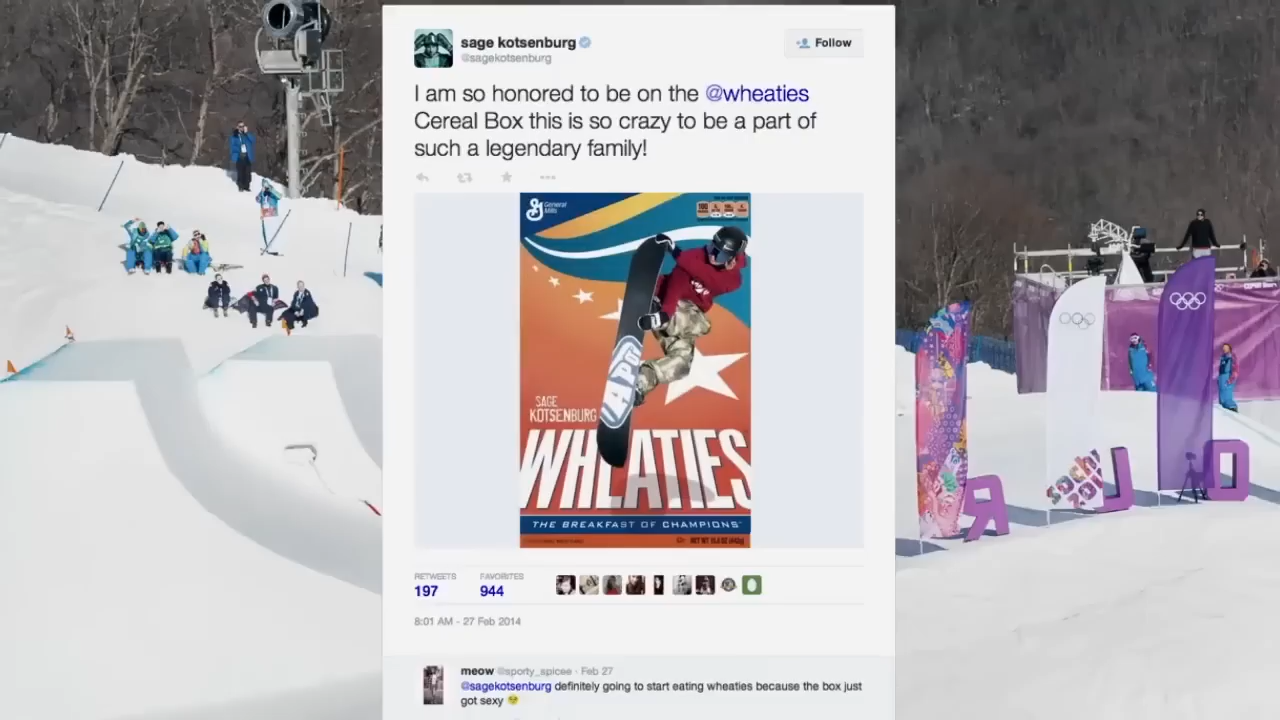 sage kotsenburg
@sagekotsenburg
Follow
I am so honored to be on the @wheaties
Cereal Box this is so crazy to be a part of
such a legendary family!
General
Mills
SAGE
KOTSENBURG
WHEATIES
THE BREAKFAST OF CHAMPIONS
RETWEETS
FAVORITES
197
944
8:01 AM - 27 Feb 2014
meow @sporty_spicee · Feb 27
@sagekotsenburg definitely going to start eating wheaties because the box just
got sexy